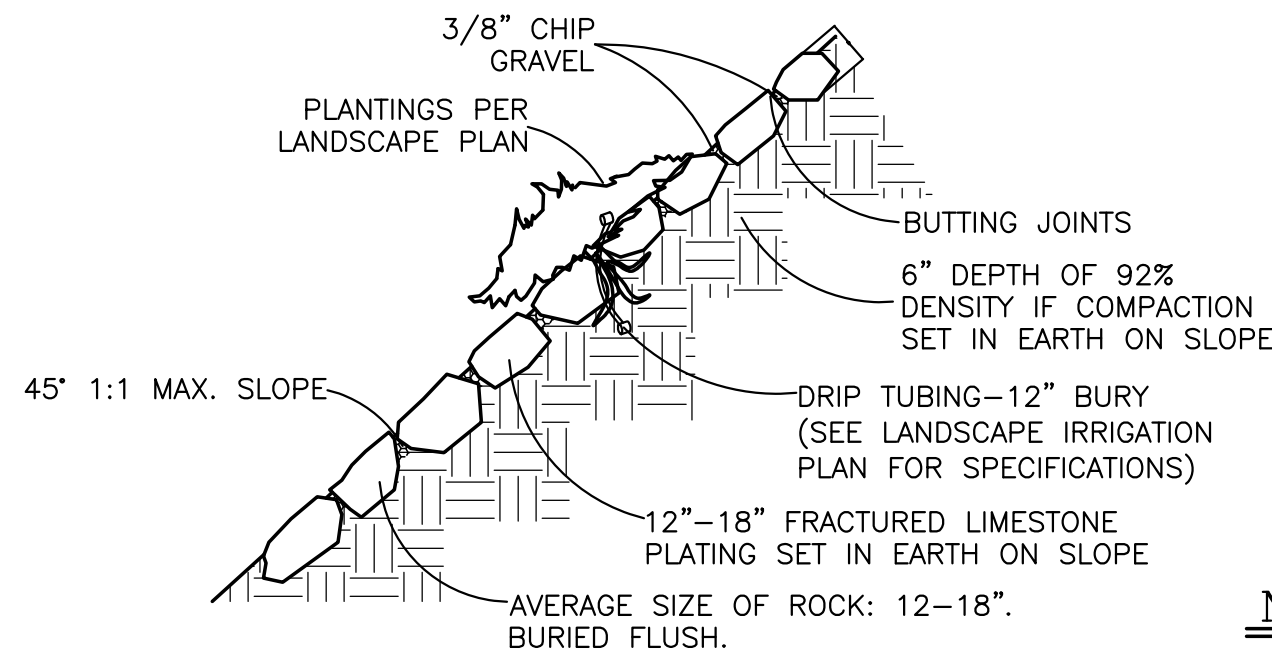 3/8" CHIP
GRAVEL
PLANTINGS PER
LANDSCAPE PLAN
BUTTING JOINTS
6" DEPTH OF 92%
DENSITY IF COMPACTION
SET IN EARTH ON SLOPE
45° 1:1 MAX. SLOPE
DRIP TUBING-12" BURY
(SEE LANDSCAPE IRRIGATION
PLAN FOR SPECIFICATIONS)
12"-18" FRACTURED LIMESTONE
PLATING SET IN EARTH ON SLOPE
AVERAGE SIZE OF ROCK: 12-18".
BURIED FLUSH.